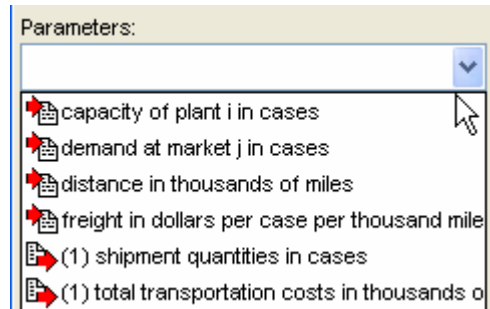 Parameters:
capacity of plant i in cases
demand at market j in cases
distance in thousands of miles
freight in dollars per case per thousand mile
(1) shipment quantities in cases
(1) total transportation costs in thousands o